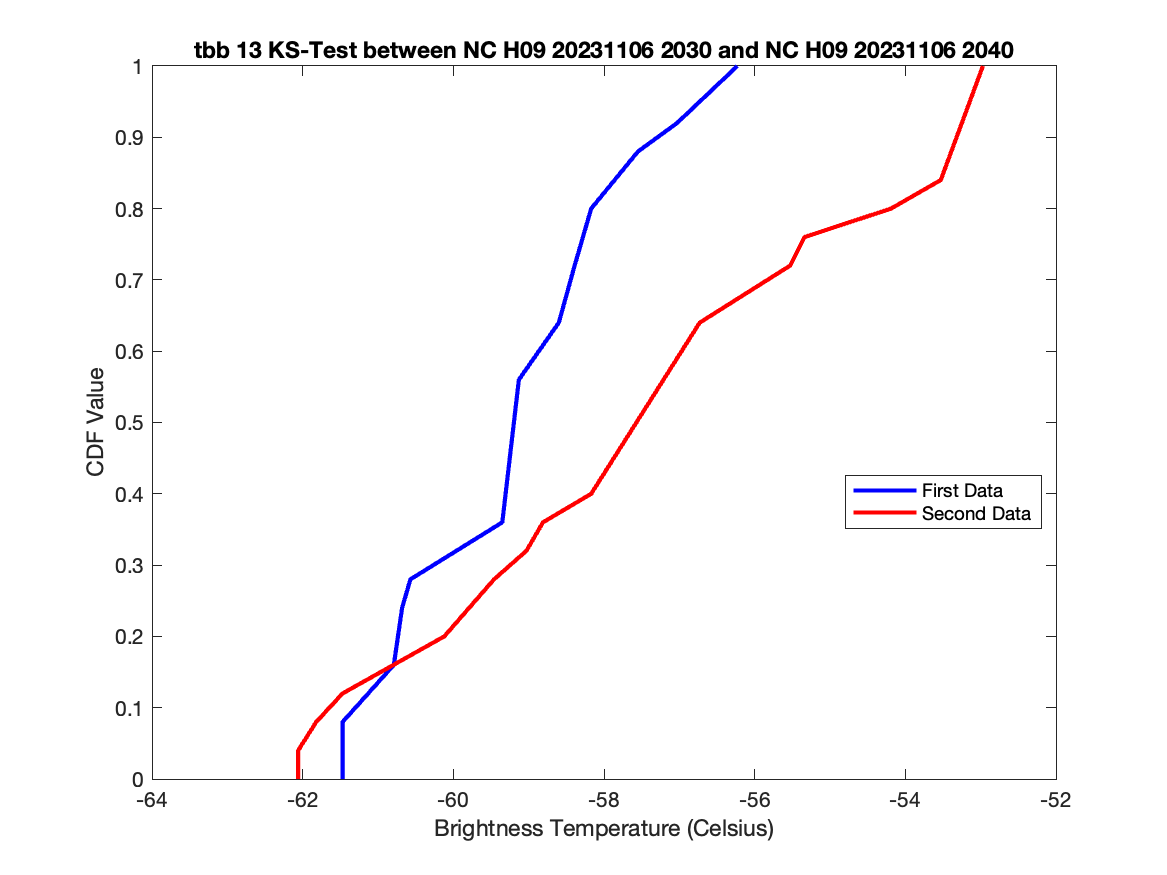 tbb 13 KS-Test between NC H09 20231106 2030 and NC H09 20231106 2040
1
0.9
0.8
0.7
0.6
0.5
0.4
0.3
0.2
0.1
0
CDF Value
First Data
Second Data
-64 -62 -60 -58 -56 -54 -52
Brightness Temperature (Celsius)